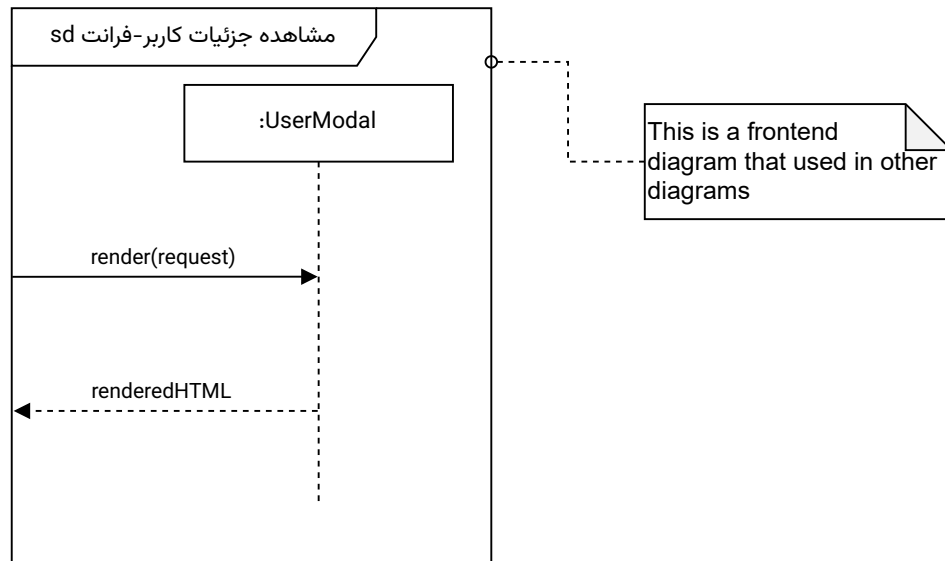 مشاهده جزئیات کاربر-فرانت sd
:UserModal
This is a frontend
diagram that used in other
diagrams
render(request)
renderedHTML